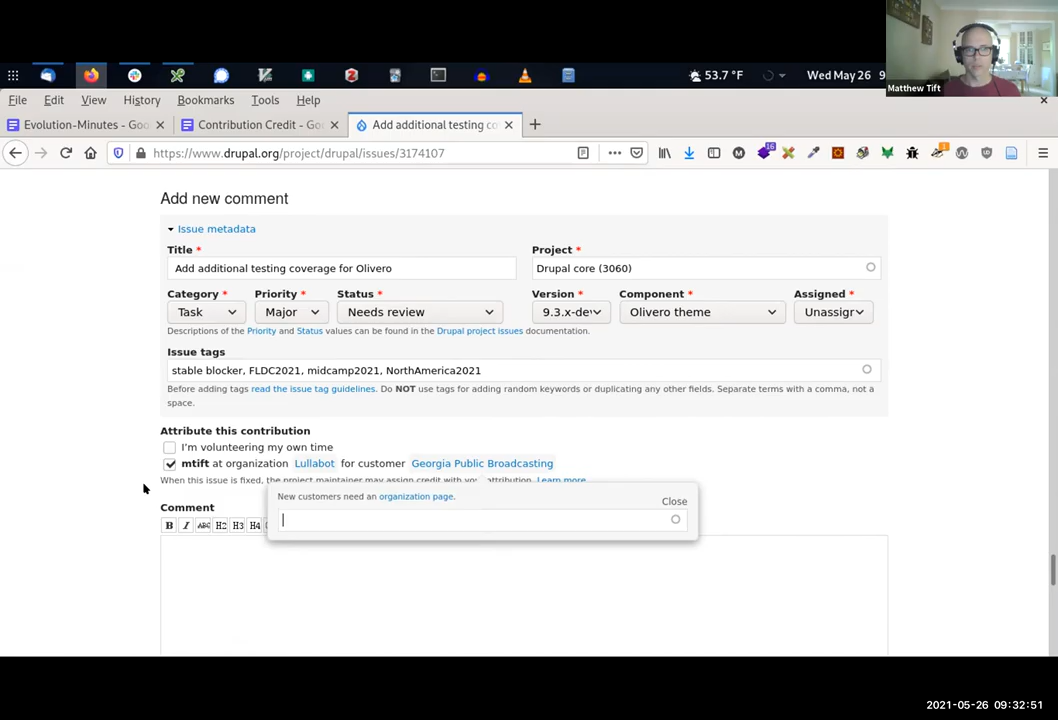 53.7 °F
Wed May 26 9
Matthew Tift
File Edit View History Bookmarks Tools Help
Evolution-Minutes - Goo
Contribution Credit - Go
Add additional testing co
https://www.drupal.org/project/drupal/issues/3174107
16
1
Add new comment
Issue metadata
Title *
Project *
Add additional testing coverage for Olivero
Drupal core (3060)
Category * Priority * Status * Version * Component * Assigned *
Task Major Needs review 9.3.x-de Olivero theme Unassigr
Descriptions of the Priority and Status values can be found in the Drupal project issues documentation.
Issue tags
stable blocker, FLDC2021, midcamp2021, NorthAmerica2021
Before adding tags read the issue tag guidelines. Do NOT use tags for adding random keywords or duplicating any other fields. Separate terms with a comma, not a
space.
Attribute this contribution
I'm volunteering my own time
mtift at organization Lullabot for customer Georgia Public Broadcasting
When this issue is fixed, the project maintainer may assign credit with attribution. Learn more
New customers need an organization page.
Close
Comment
B I ABC H2 H3 H4
2021-05-26 09:32:51